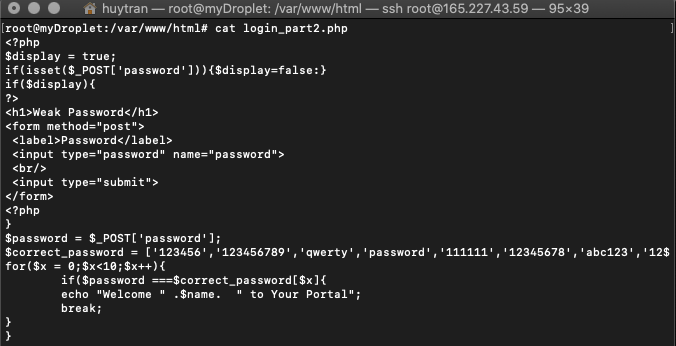 huytran — root@myDroplet: /var/www/html — ssh root@165.227.43.59 — 95×39
[root@myDroplet:/var/www/html# cat login_part2.php ]
<?php
$display = true;
if(isset($_POST['password'])){$display=false:}
if($display){
?>
<h1>Weak Password</h1>
<form method="post">
 <label>Password</label>
 <input type="password" name="password">
 <br/>
 <input type="submit">
</form>
<?php
}
$password = $_POST['password'];
$correct_password = ['123456','123456789','qwerty','password','111111','12345678','abc123','12$
for($x = 0;$x<10;$x++){
        if($password ===$correct_password[$x]{
        echo "Welcome " .$name.  " to Your Portal";
        break;
}
}